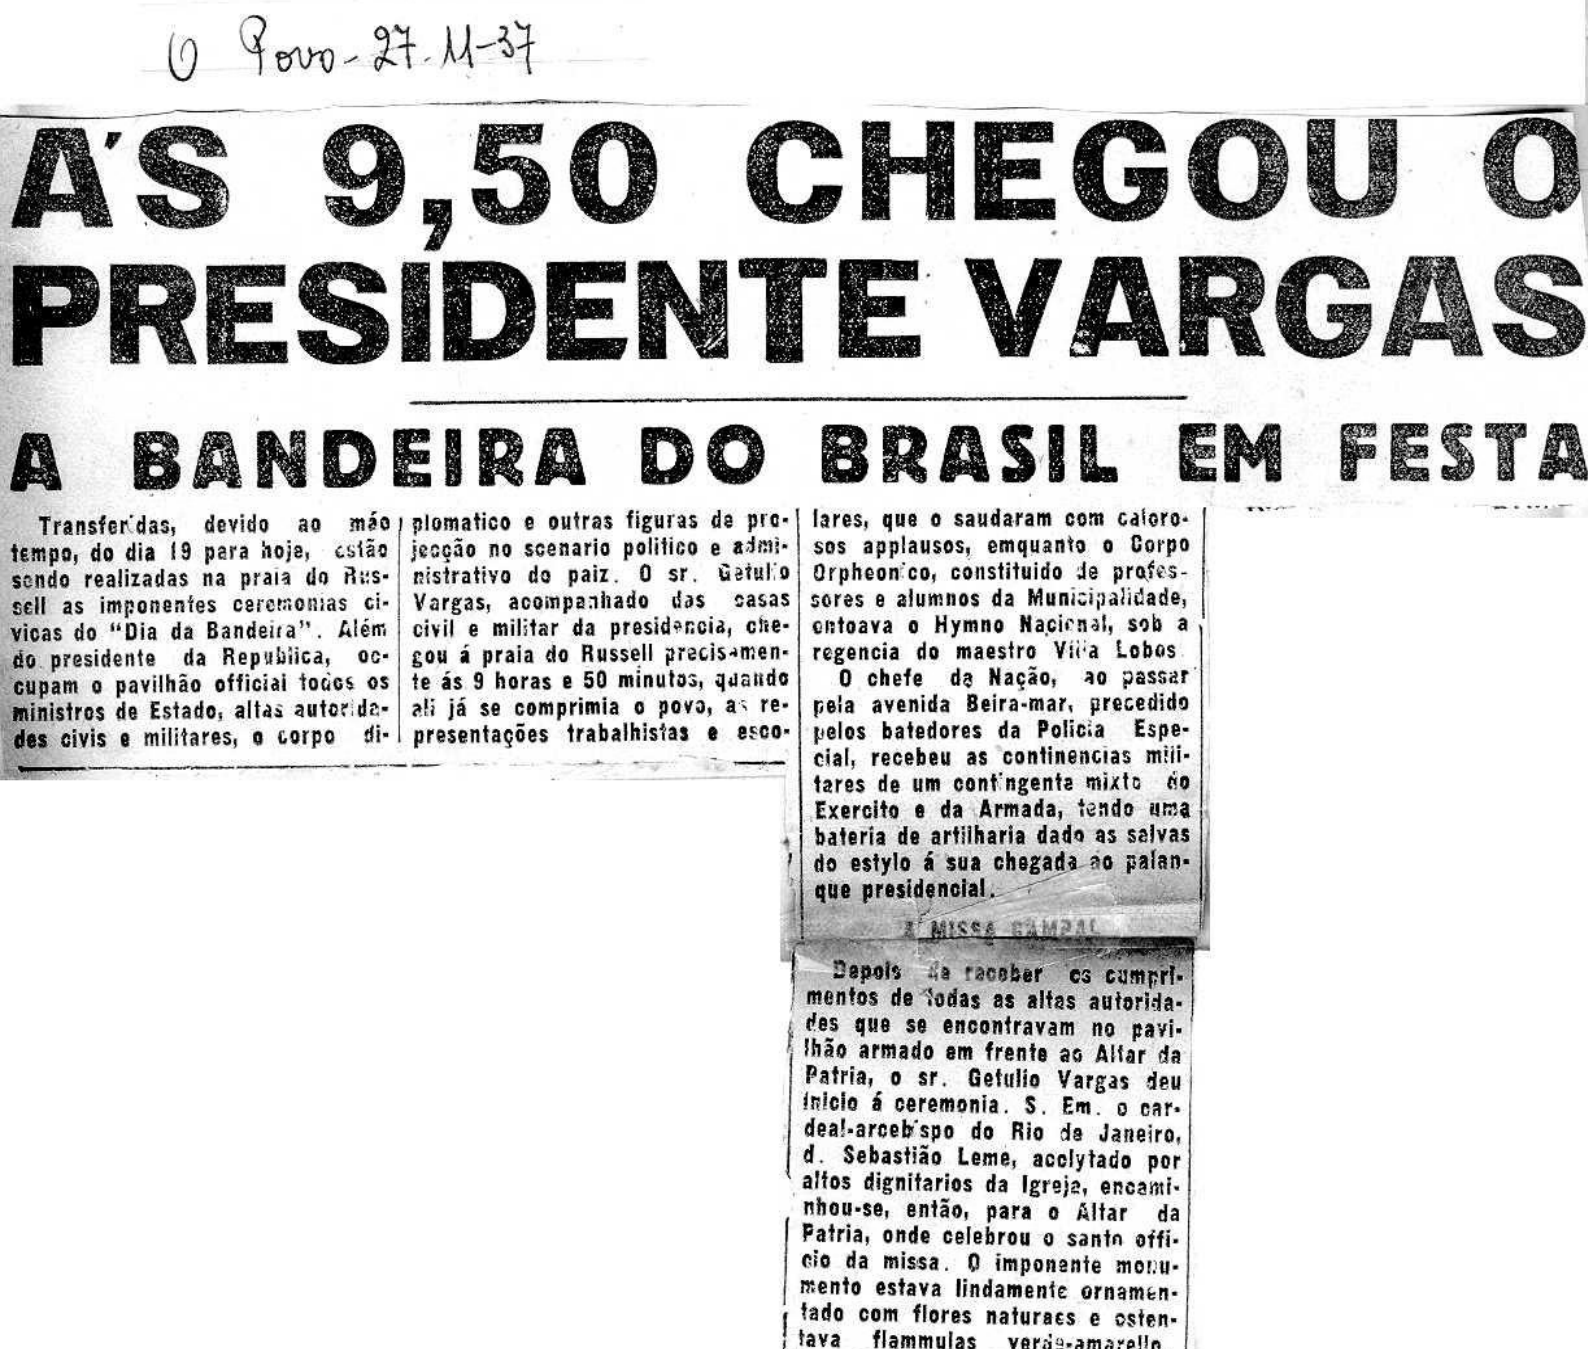 O Povo - 27-11-37
A'S 9,50 CHEGOU O
PRESIDENTE VARGAS
A BANDEIRA DO BRASIL EM FESTA
Transferidas, devido ao máo
tempo, do dia 19 para hoje, estão
sendo realizadas na praia do Rus-
sell as imponentes ceremonias ci-
vicas do "Dia da Bandeira". Além
do presidente da Republica, oc-
cupam o pavilhão official todos os
ministros de Estado, altas autorida-
des civis e militares, o corpo di-
plomatico e outras figuras de pro-
jecção no scenario politico e admi-
nistrativo do paiz. O sr. Getulio
Vargas, acompanhado das casas
civil e militar da presidencia, che-
gou á praia do Russell precisamen-
te ás 9 horas e 50 minutos, quando
ali já se comprimia o povo, as re-
presentações trabalhistas e esco-
lares, que o saudaram com caloro-
sos applausos, emquanto o Corpo
Orpheonico, constituido de profes-
sores e alumnos da Municipalidade,
entoava o Hymno Nacional, sob a
regencia do maestro Villa Lobos
O chefe da Nação, ao passar
pela avenida Beira-mar, precedido
pelos batedores da Policia Espe-
cial, recebeu as continencias mili-
tares de um contingente mixto do
Exercito e da Armada, tendo uma
bateria de artilharia dado as salvas
do estylo á sua chegada ao palan-
que presidencial.
A MISSA CAMPAL
Depois de receber os cumpri-
mentos de todas as altas autorida-
des que se encontravam no pavi-
lhão armado em frente ao Altar da
Patria, o sr. Getulio Vargas deu
inicio á ceremonia. S. Em. o car-
deal-arcebispo do Rio de Janeiro,
d. Sebastião Leme, acolytado por
altos dignitarios da Igreja, encami-
nhou-se, então, para o Altar da
Patria, onde celebrou o santo offi-
cio da missa. O imponente monu-
mento estava lindamente ornamen-
tado com flores naturaes e osten-
tava flammulas verde-amarello